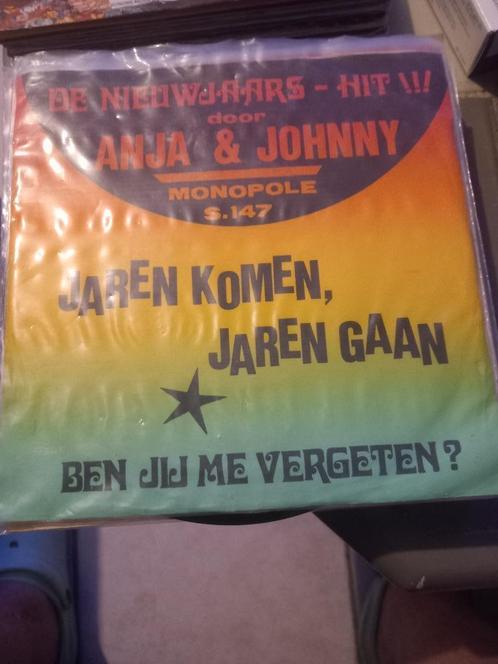 DE NIEUWJAARS - HIT !!!
door
ANJA & JOHNNY
MONOPOLE
S.147
JAREN KOMEN,
JAREN GAAN
BEN JIJ ME VERGETEN?